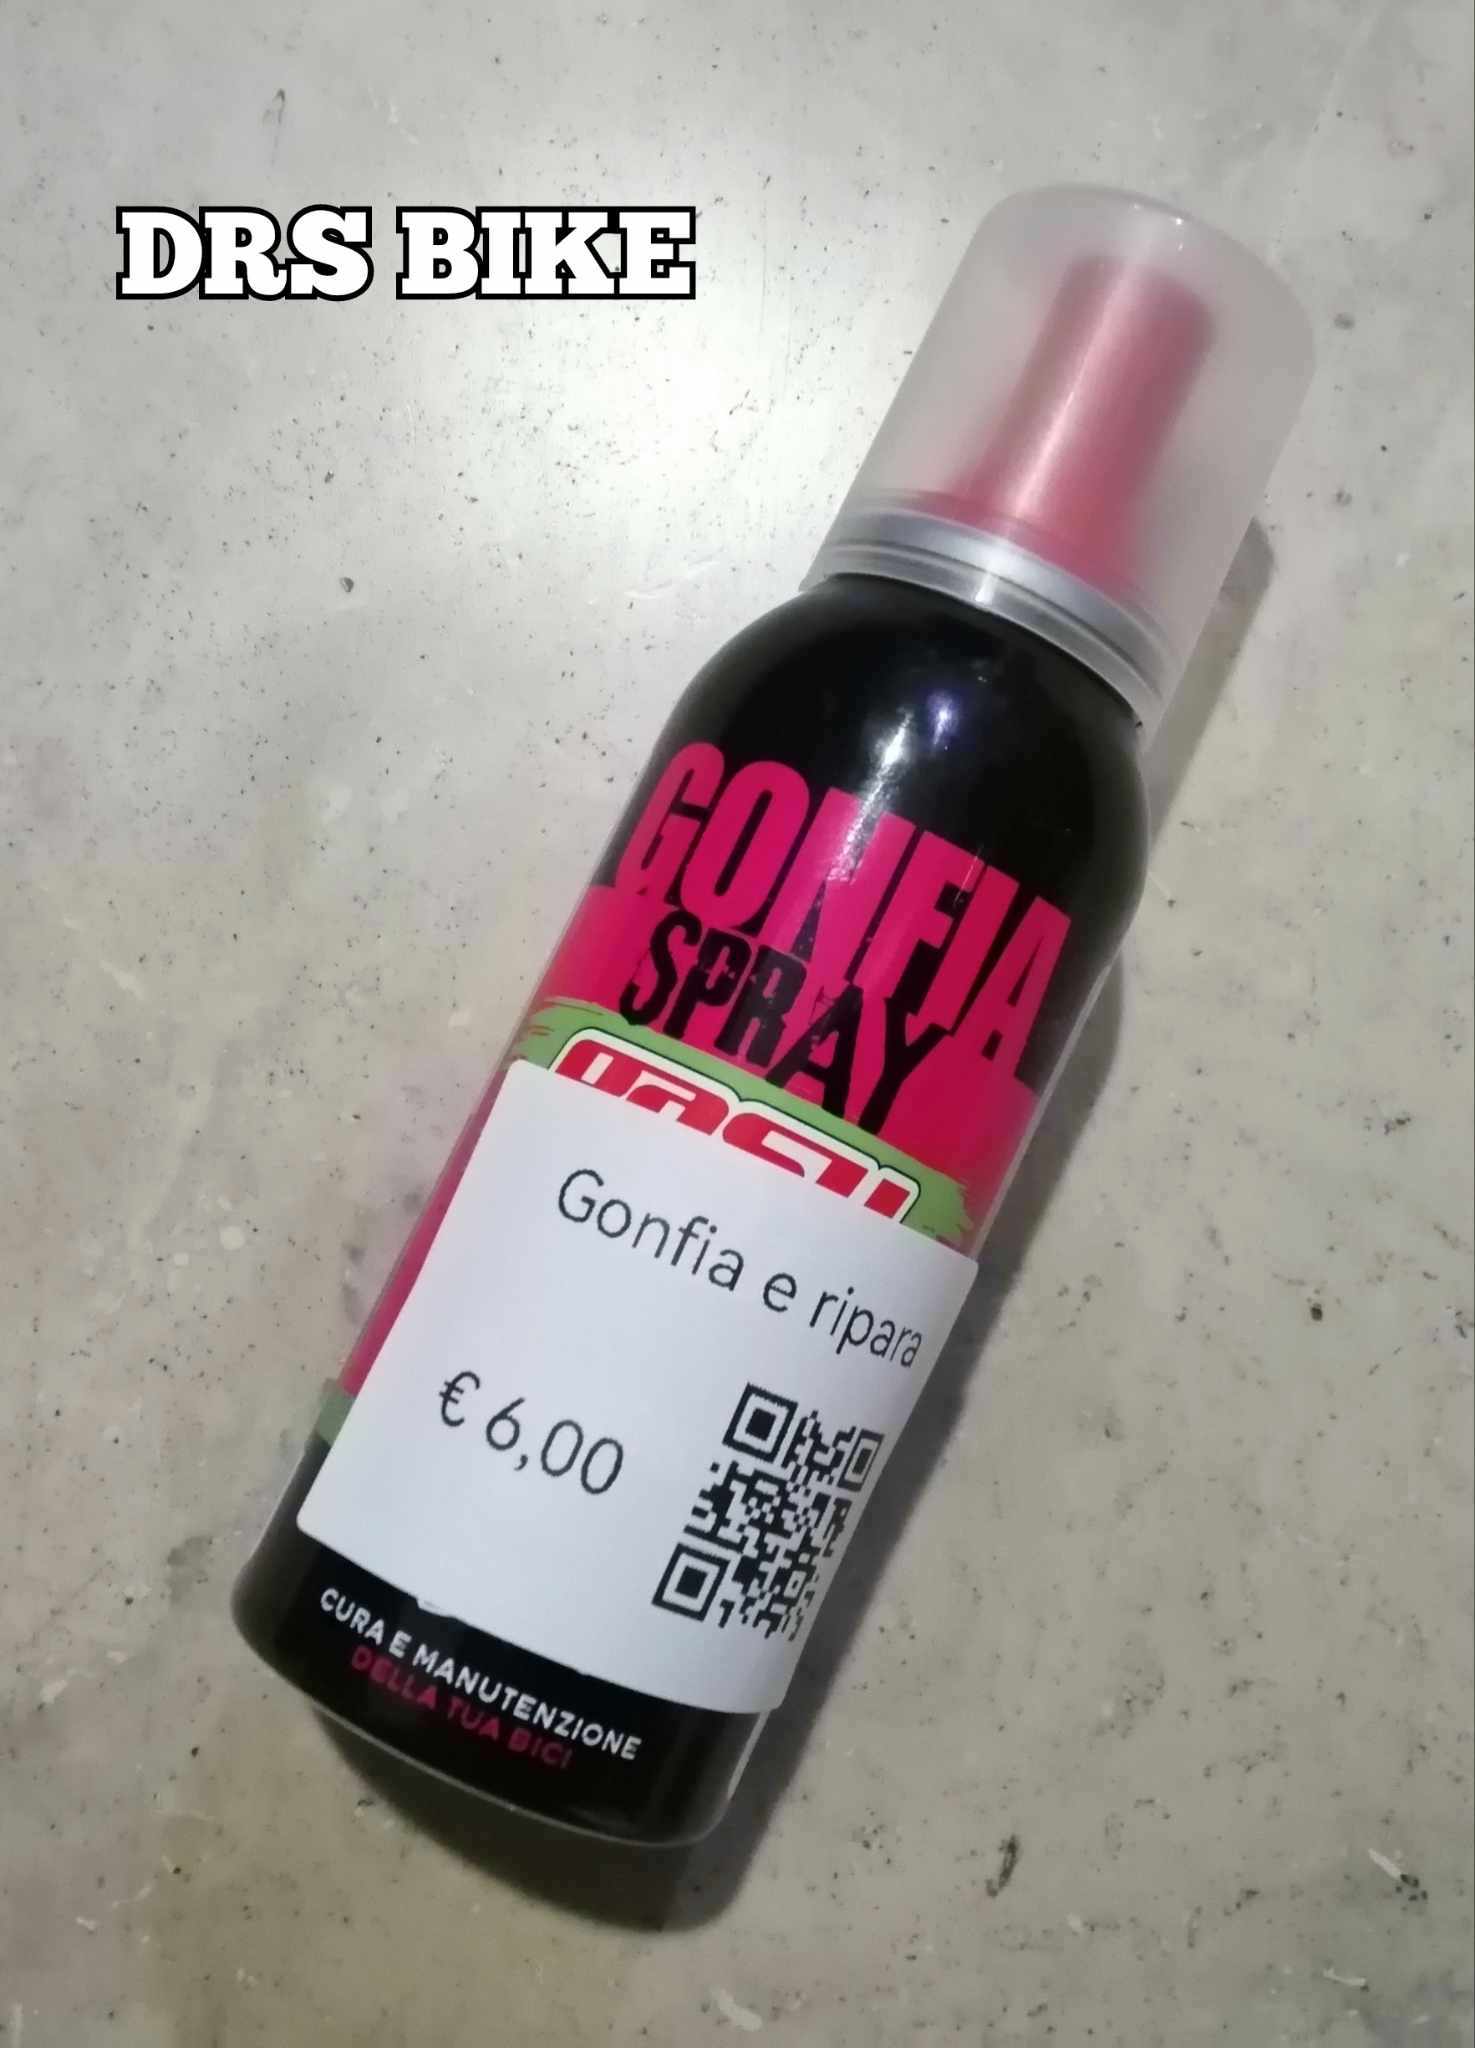 DRS BIKE
GONFIA
SPRAY
Gonfia e ripara
€ 6,00
CURA E MANUTENZIONE
DELLA TUA BICI